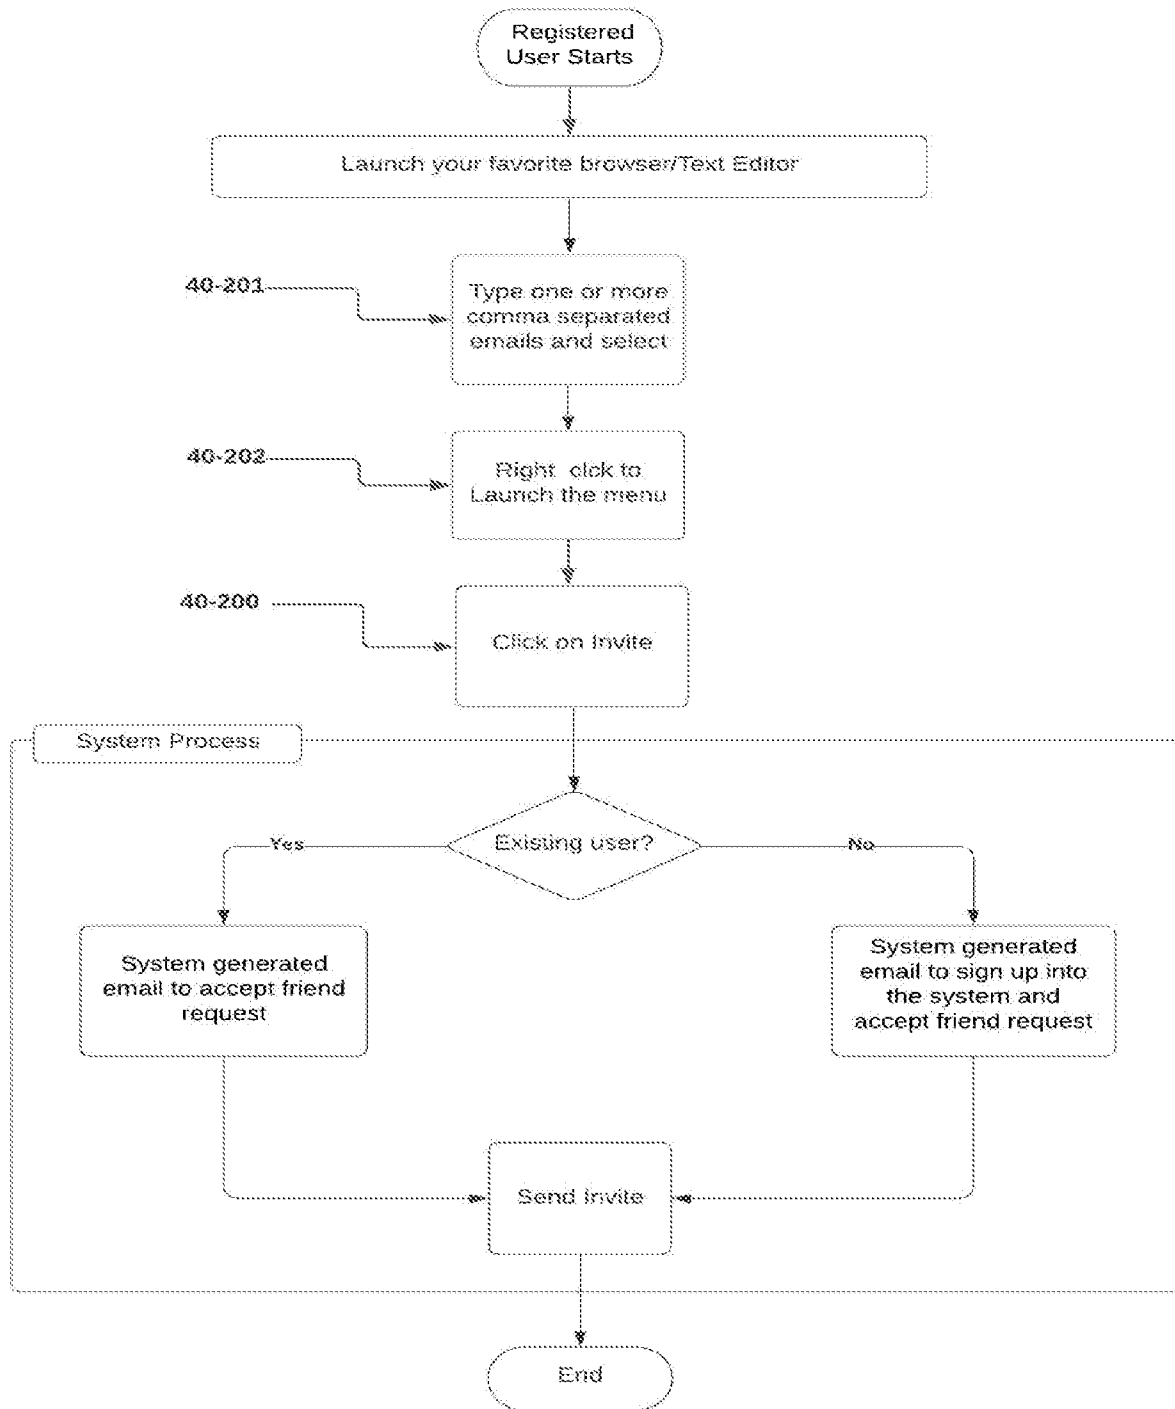 Registered
User Starts
Launch your favorite browser/Text Editor
40-201
Type one or more
comma separated
emails and select
40-202
Right clck to
Launch the menu
40-200
Click on Invite
System Process
Existing user?
Yes
No
System generated
email to accept friend
request
System generated
email to sign up into
the system and
accept friend request
Send Invite
End